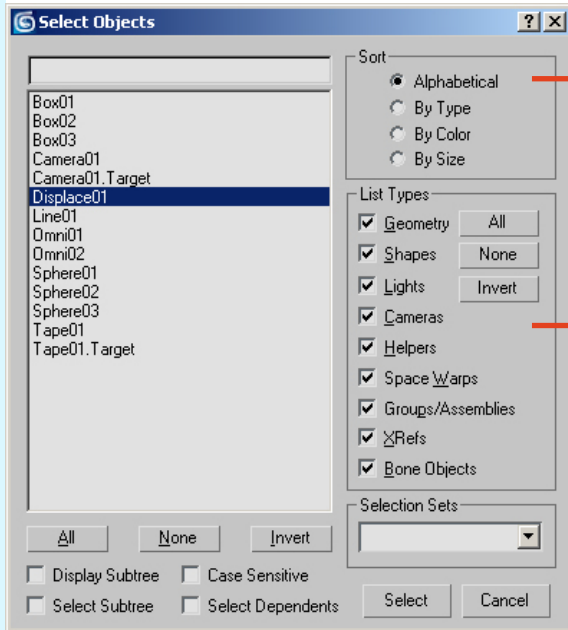 Select Objects
Box01
Box02
Box03
Camera01
Camera01.Target
Displace01
Line01
Omni01
Omni02
Sphere01
Sphere02
Sphere03
Tape01
Tape01.Target
All None Invert
Display Subtree Case Sensitive
Select Subtree Select Dependents
Sort
Alphabetical
By Type
By Color
By Size
List Types
Geometry All
Shapes None
Lights Invert
Cameras
Helpers
Space Warps
Groups/Assemblies
XRefs
Bone Objects
Selection Sets
Select Cancel